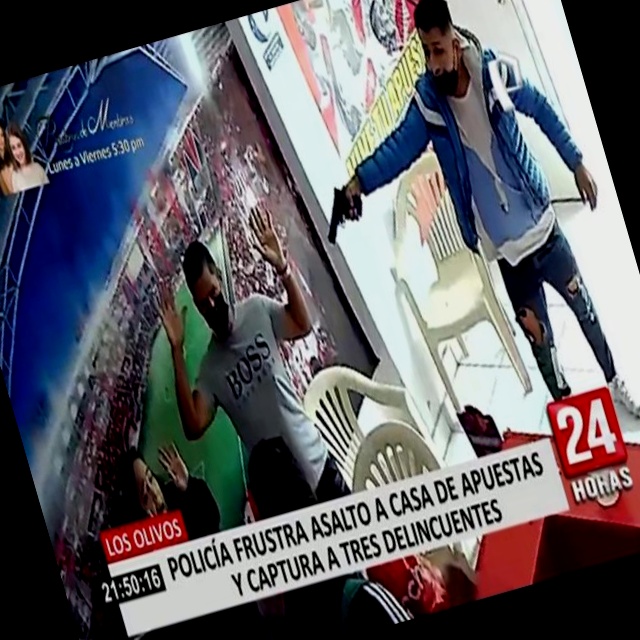 Lunes a Viernes 5:30 pm
BOSS
24
HORAS
LOS OLIVOS
21:50:16
POLICÍA FRUSTRA ASALTO A CASA DE APUESTAS
Y CAPTURA A TRES DELINCUENTES